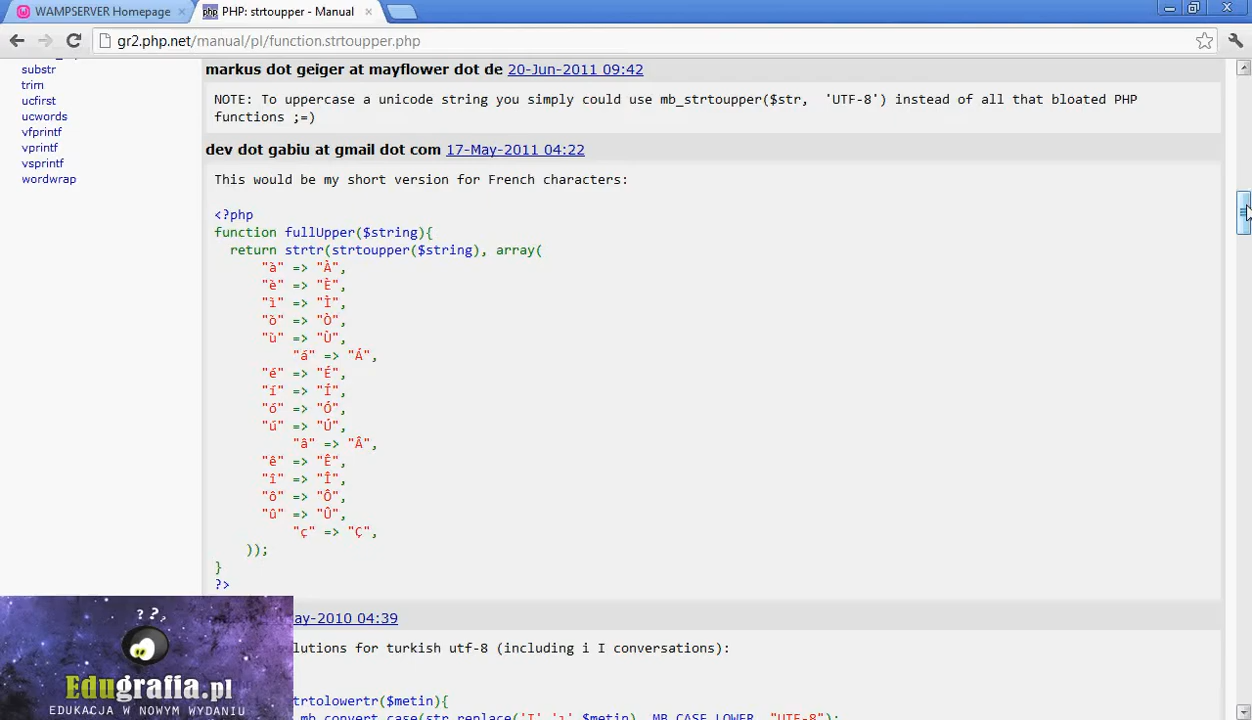 WAMPSERVER Homepage
php PHP: strtoupper - Manual
gr2.php.net/manual/pl/function.strtoupper.php
substr
trim
ucfirst
ucwords
vfprintf
vprintf
vsprintf
wordwrap
markus dot geiger at mayflower dot de 20-Jun-2011 09:42
NOTE: To uppercase a unicode string you simply could use mb_strtoupper($str, 'UTF-8') instead of all that bloated PHP
functions ;=)
dev dot gabiu at gmail dot com 17-May-2011 04:22
This would be my short version for French characters:
<?php
function fullUpper($string){
return strtr(strtoupper($string), array(
"à" => "À",
"è" => "È",
"ì" => "Ì",
"ò" => "Ò",
"ù" => "Ù",
"á" => "Á",
"é" => "É",
"í" => "Í",
"ó" => "Ó",
"ú" => "Ú",
"â" => "Â",
"ê" => "Ê",
"î" => "Î",
"ô" => "Ô",
"û" => "Û",
"ç" => "Ç",
));
}
?>
ay-2010 04:39
lutions for turkish utf-8 (including i I conversations):
trtolowertr($metin){
mb_convert_case(str_replace('I','ı',$metin), MB_CASE_LOWER, "UTF-8");
???
Edugrafia.pl
EDUKACJA W NOWYM WYDANIU